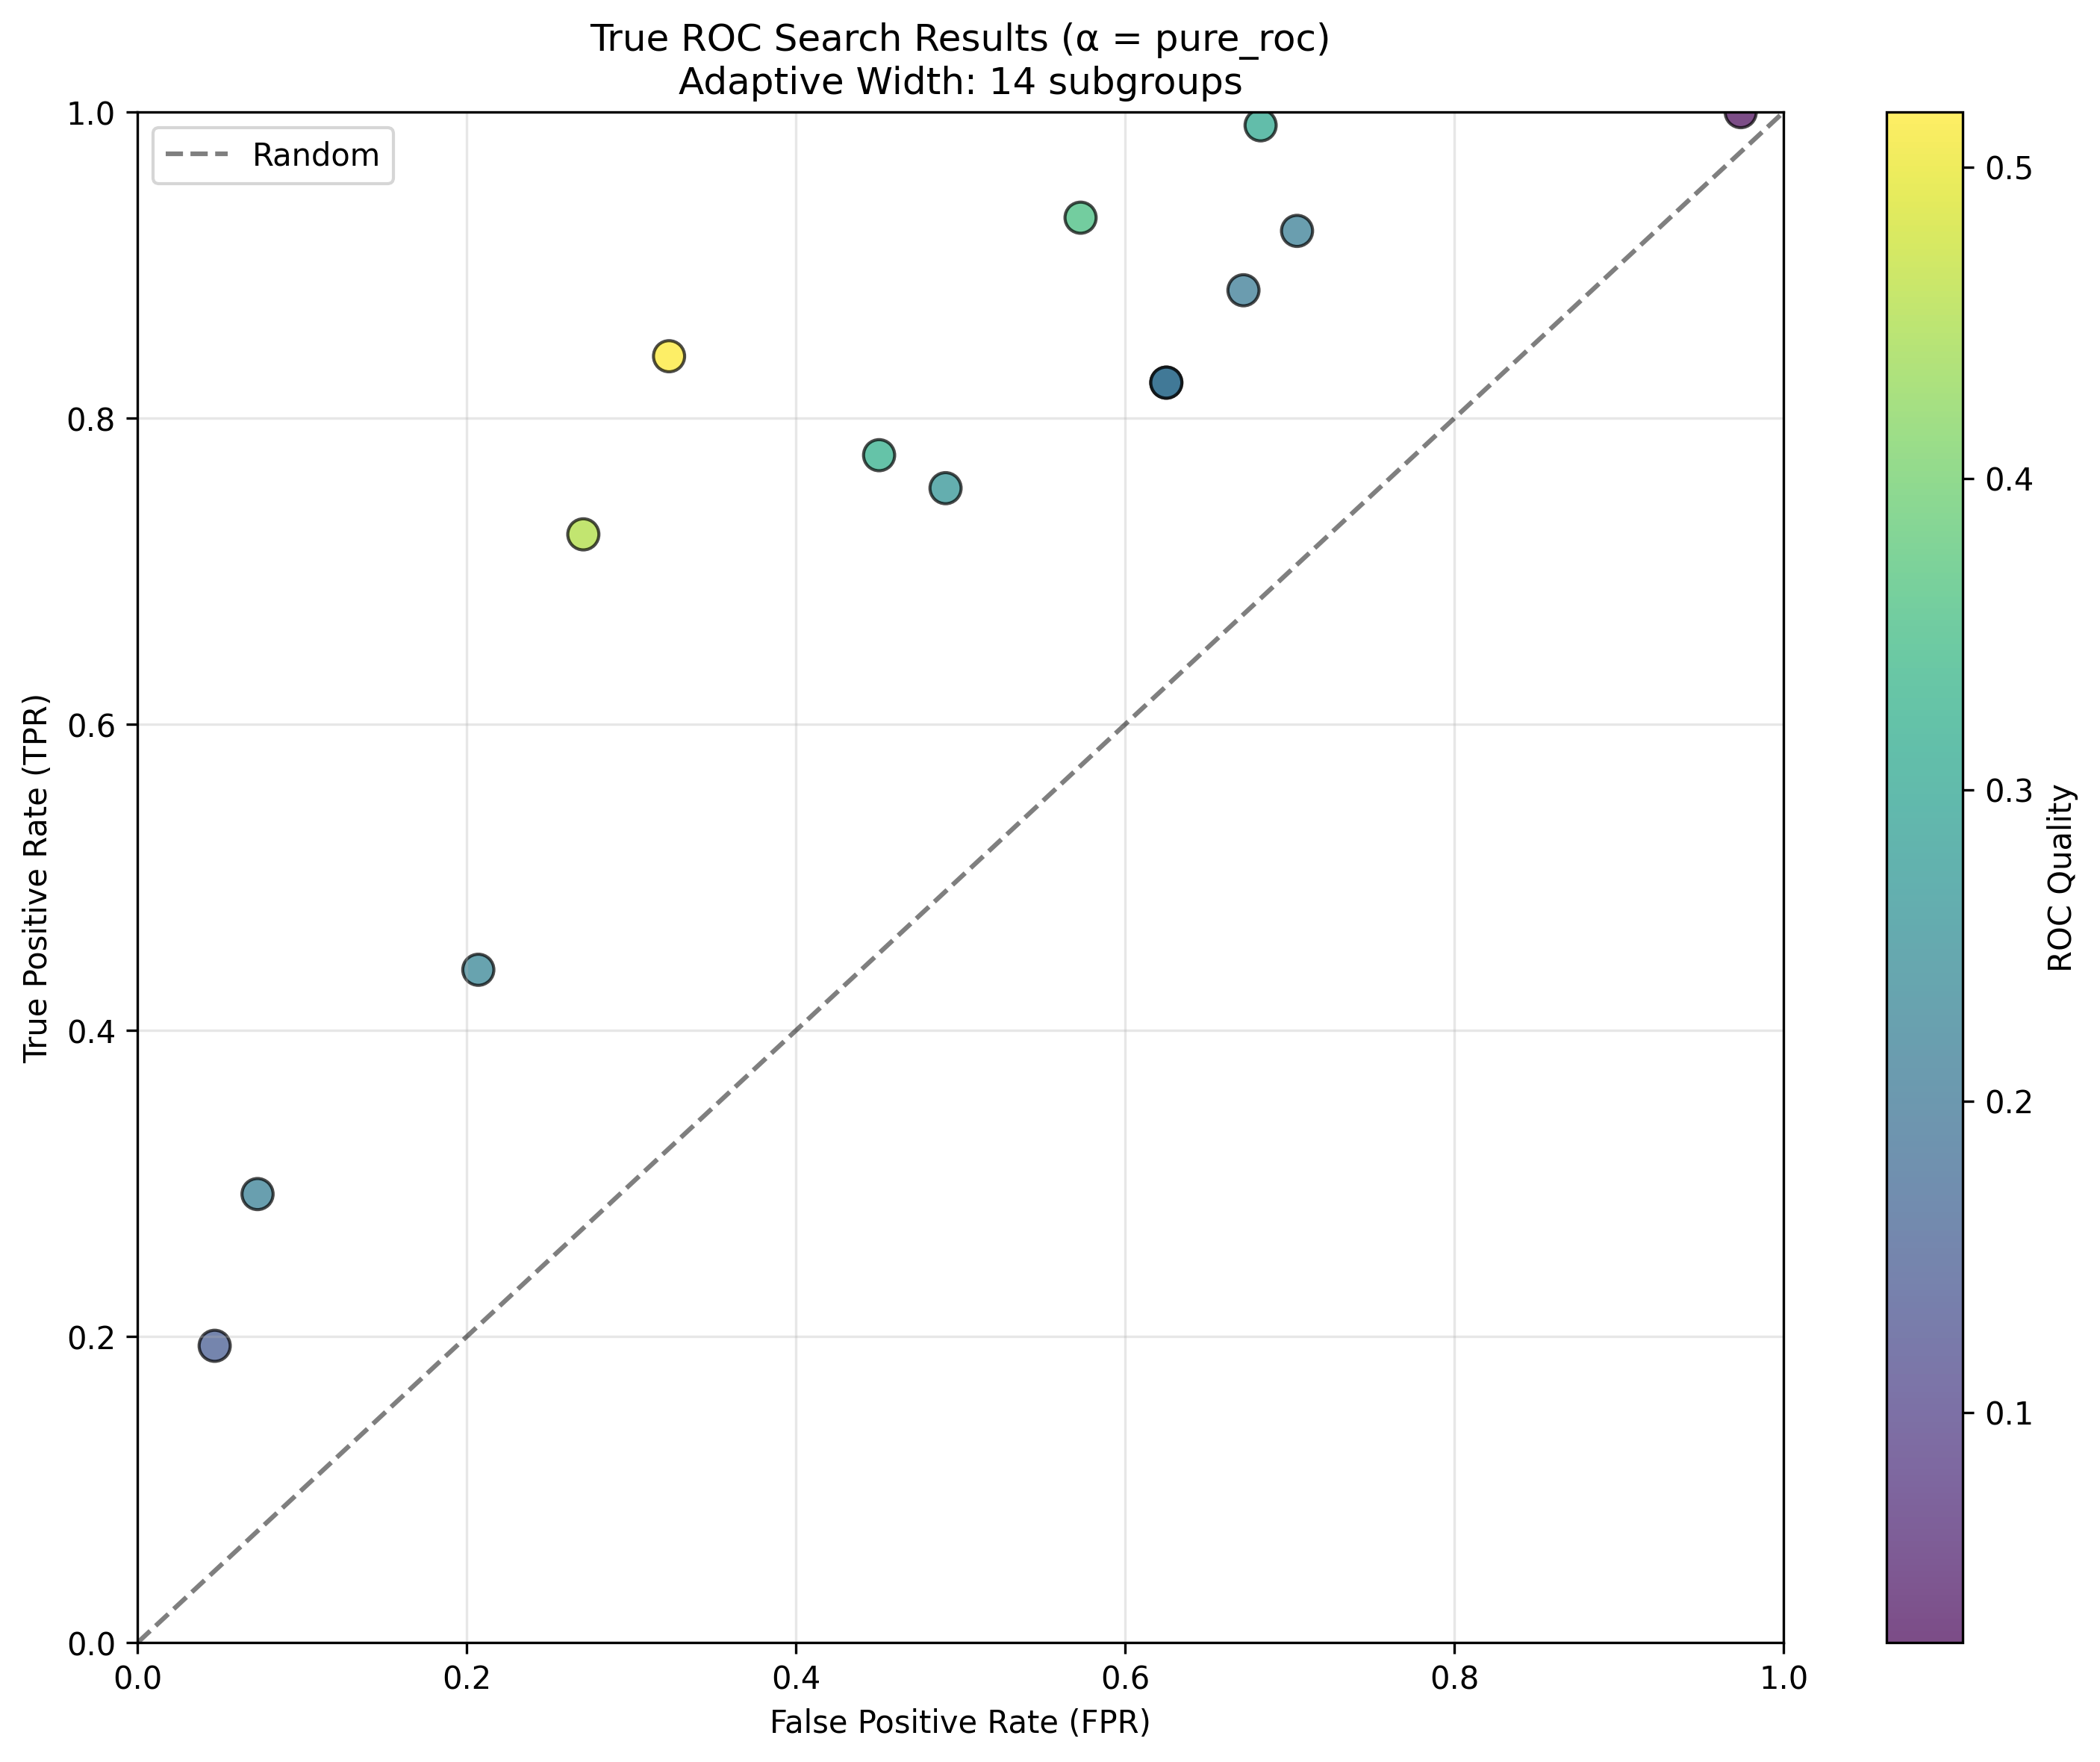 True ROC Search Results (α = pure_roc)
Adaptive Width: 14 subgroups
Random
1.0
0.8
0.6
0.4
0.2
0.0
True Positive Rate (TPR)
0.0 0.2 0.4 0.6 0.8 1.0
False Positive Rate (FPR)
0.5
0.4
0.3
0.2
0.1
ROC Quality